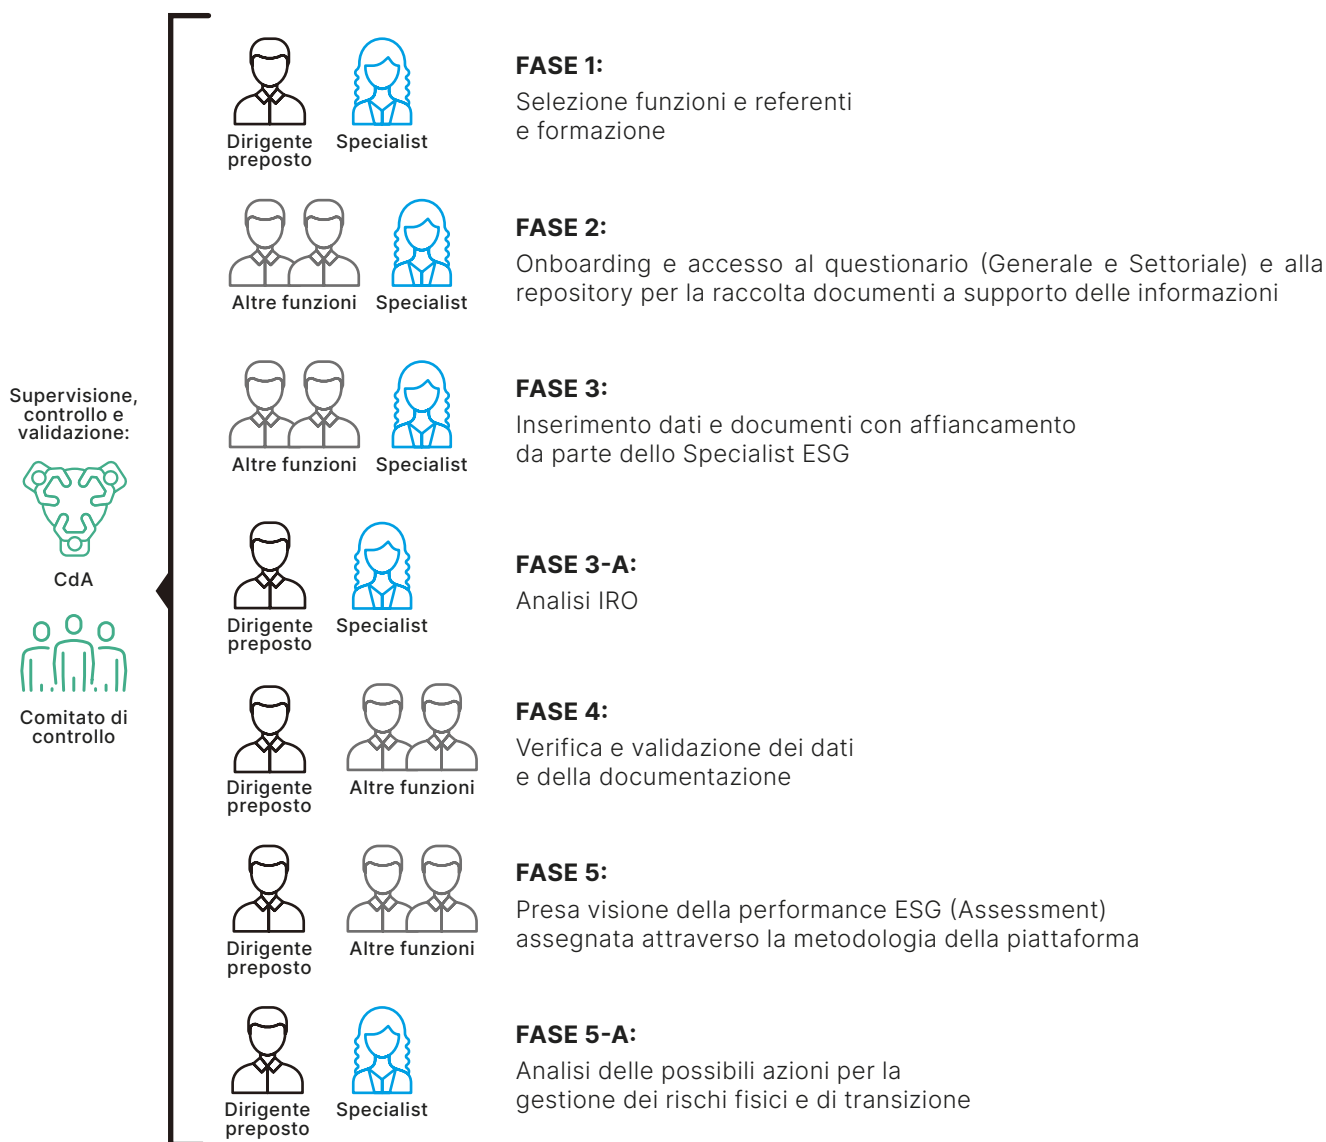 Supervisione,
controllo e
validazione:
CdA
Comitato di
controllo
Dirigente
preposto
Specialist
FASE 1:
Selezione funzioni e referenti
e formazione
Altre funzioni
Specialist
FASE 2:
Onboarding e accesso al questionario (Generale e Settoriale) e alla
repository per la raccolta documenti a supporto delle informazioni
Altre funzioni
Specialist
FASE 3:
Inserimento dati e documenti con affiancamento
da parte dello Specialist ESG
Dirigente
preposto
Specialist
FASE 3-A:
Analisi IRO
Dirigente
preposto
Altre funzioni
FASE 4:
Verifica e validazione dei dati
e della documentazione
Dirigente
preposto
Altre funzioni
FASE 5:
Presa visione della performance ESG (Assessment)
assegnata attraverso la metodologia della piattaforma
Dirigente
preposto
Specialist
FASE 5-A:
Analisi delle possibili azioni per la
gestione dei rischi fisici e di transizione